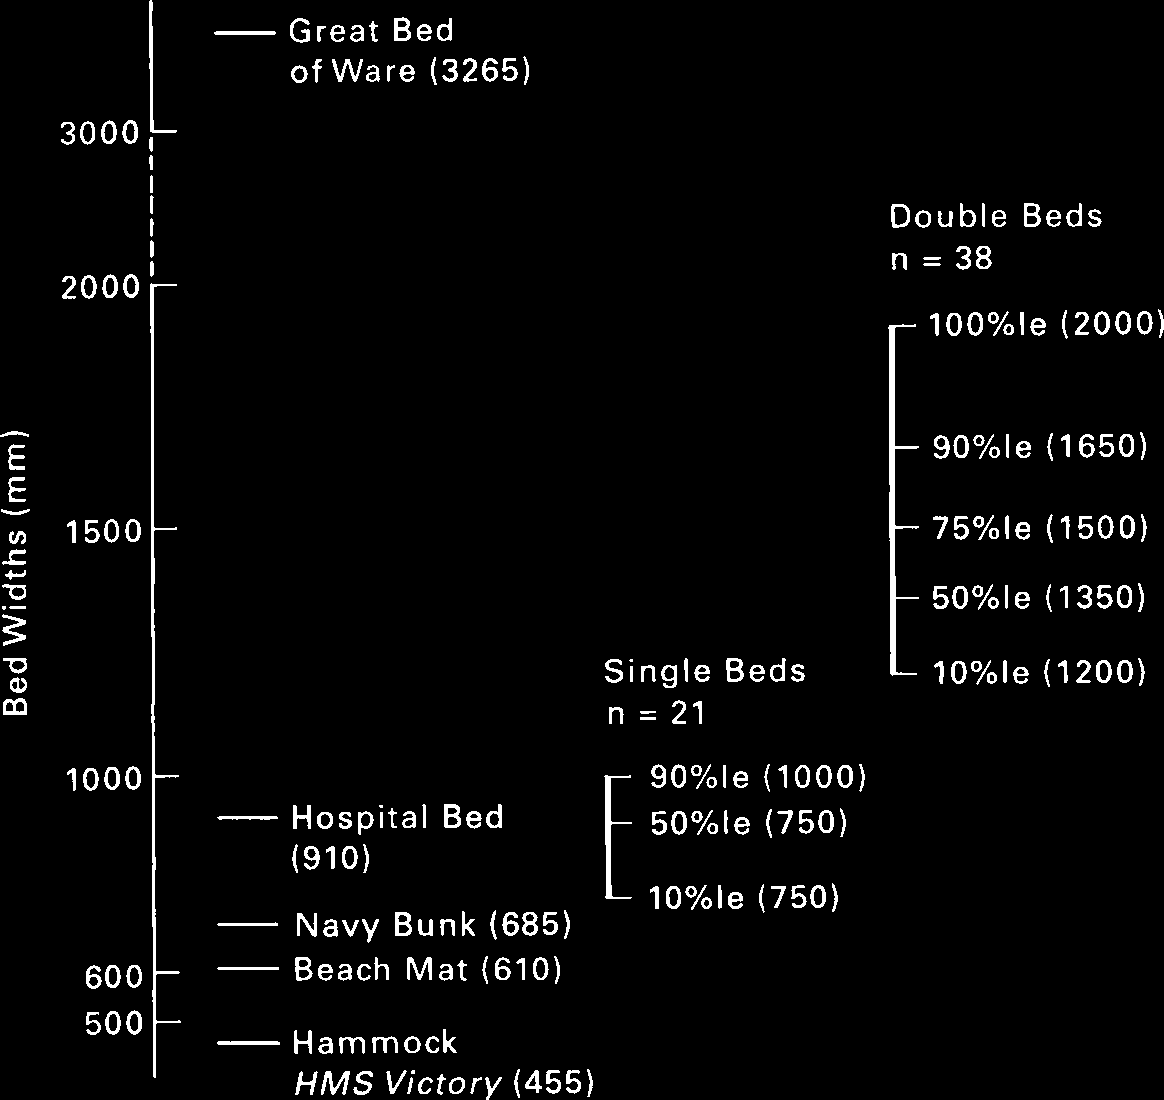 Great Bed
of Ware (3265)
3000
Double Beds
n = 38
2000
100%le (2000)
90%le (1650)
Bed Widths (mm)
1500
75%le (1500)
50%le (1350)
Single Beds
n = 21
10%le (1200)
1000
90%le (1000)
Hospital Bed
(910)
50%le (750)
10%le (750)
Navy Bunk (685)
600
Beach Mat (610)
500
Hammock
HMS Victory (455)